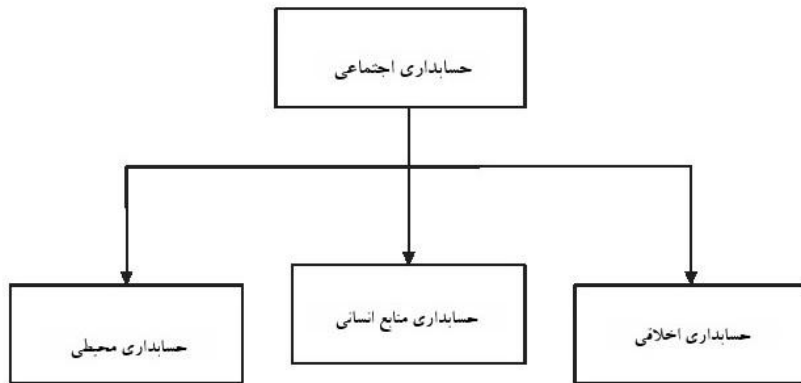 حسابداری اجتماعی
حسابداری اخلاقی
حسابداری منابع انسانی
حسابداری محیطی